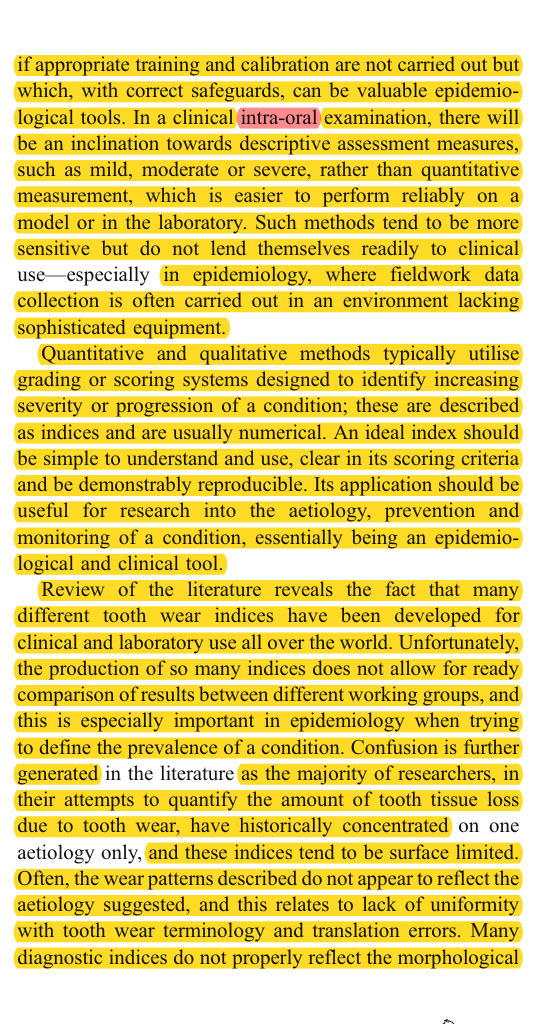 if appropriate training and calibration are not carried out but
which, with correct safeguards, can be valuable epidemio-
logical tools. In a clinical intra-oral examination, there will
be an inclination towards descriptive assessment measures,
such as mild, moderate or severe, rather than quantitative
measurement, which is easier to perform reliably on a
model or in the laboratory. Such methods tend to be more
sensitive but do not lend themselves readily to clinical
use—especially in epidemiology, where fieldwork data
collection is often carried out in an environment lacking
sophisticated equipment.
Quantitative and qualitative methods typically utilise
grading or scoring systems designed to identify increasing
severity or progression of a condition; these are described
as indices and are usually numerical. An ideal index should
be simple to understand and use, clear in its scoring criteria
and be demonstrably reproducible. Its application should be
useful for research into the aetiology, prevention and
monitoring of a condition, essentially being an epidemio-
logical and clinical tool.
Review of the literature reveals the fact that many
different tooth wear indices have been developed for
clinical and laboratory use all over the world. Unfortunately,
the production of so many indices does not allow for ready
comparison of results between different working groups, and
this is especially important in epidemiology when trying
to define the prevalence of a condition. Confusion is further
generated in the literature as the majority of researchers, in
their attempts to quantify the amount of tooth tissue loss
due to tooth wear, have historically concentrated on one
aetiology only, and these indices tend to be surface limited.
Often, the wear patterns described do not appear to reflect the
aetiology suggested, and this relates to lack of uniformity
with tooth wear terminology and translation errors. Many
diagnostic indices do not properly reflect the morphological